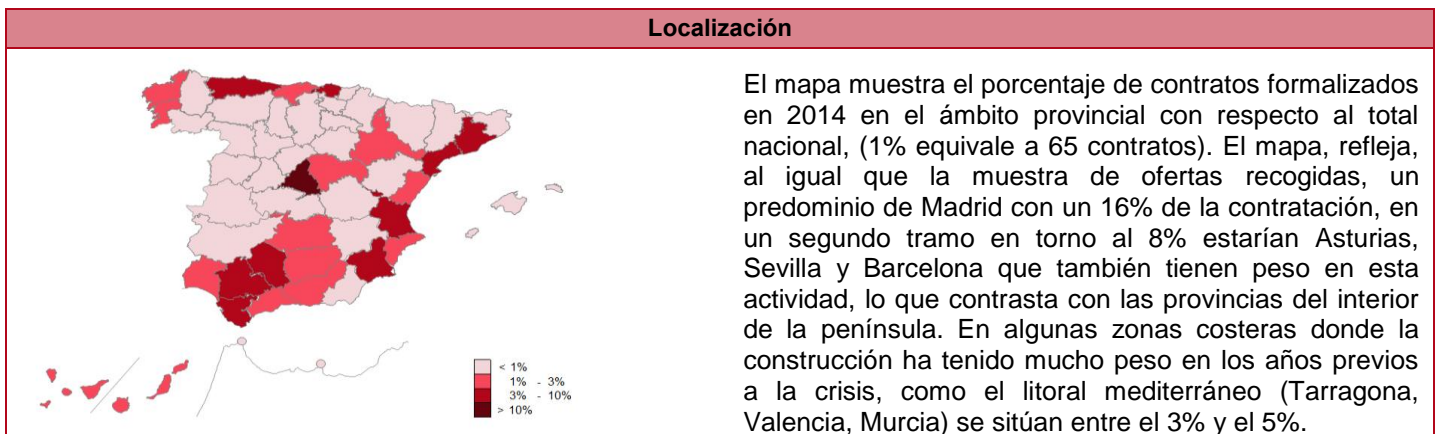 Localización
El mapa muestra el porcentaje de contratos formalizados
en 2014 en el ámbito provincial con respecto al total
nacional, (1% equivale a 65 contratos). El mapa, refleja,
al igual que la muestra de ofertas recogidas, un
predominio de Madrid con un 16% de la contratación, en
un segundo tramo en torno al 8% estarían Asturias,
Sevilla y Barcelona que también tienen peso en esta
actividad, lo que contrasta con las provincias del interior
de la península. En algunas zonas costeras donde la
construcción ha tenido mucho peso en los años previos
a la crisis, como el litoral mediterráneo (Tarragona,
Valencia, Murcia) se sitúan entre el 3% y el 5%.
< 1%
1% - 3%
3% - 10%
> 10%